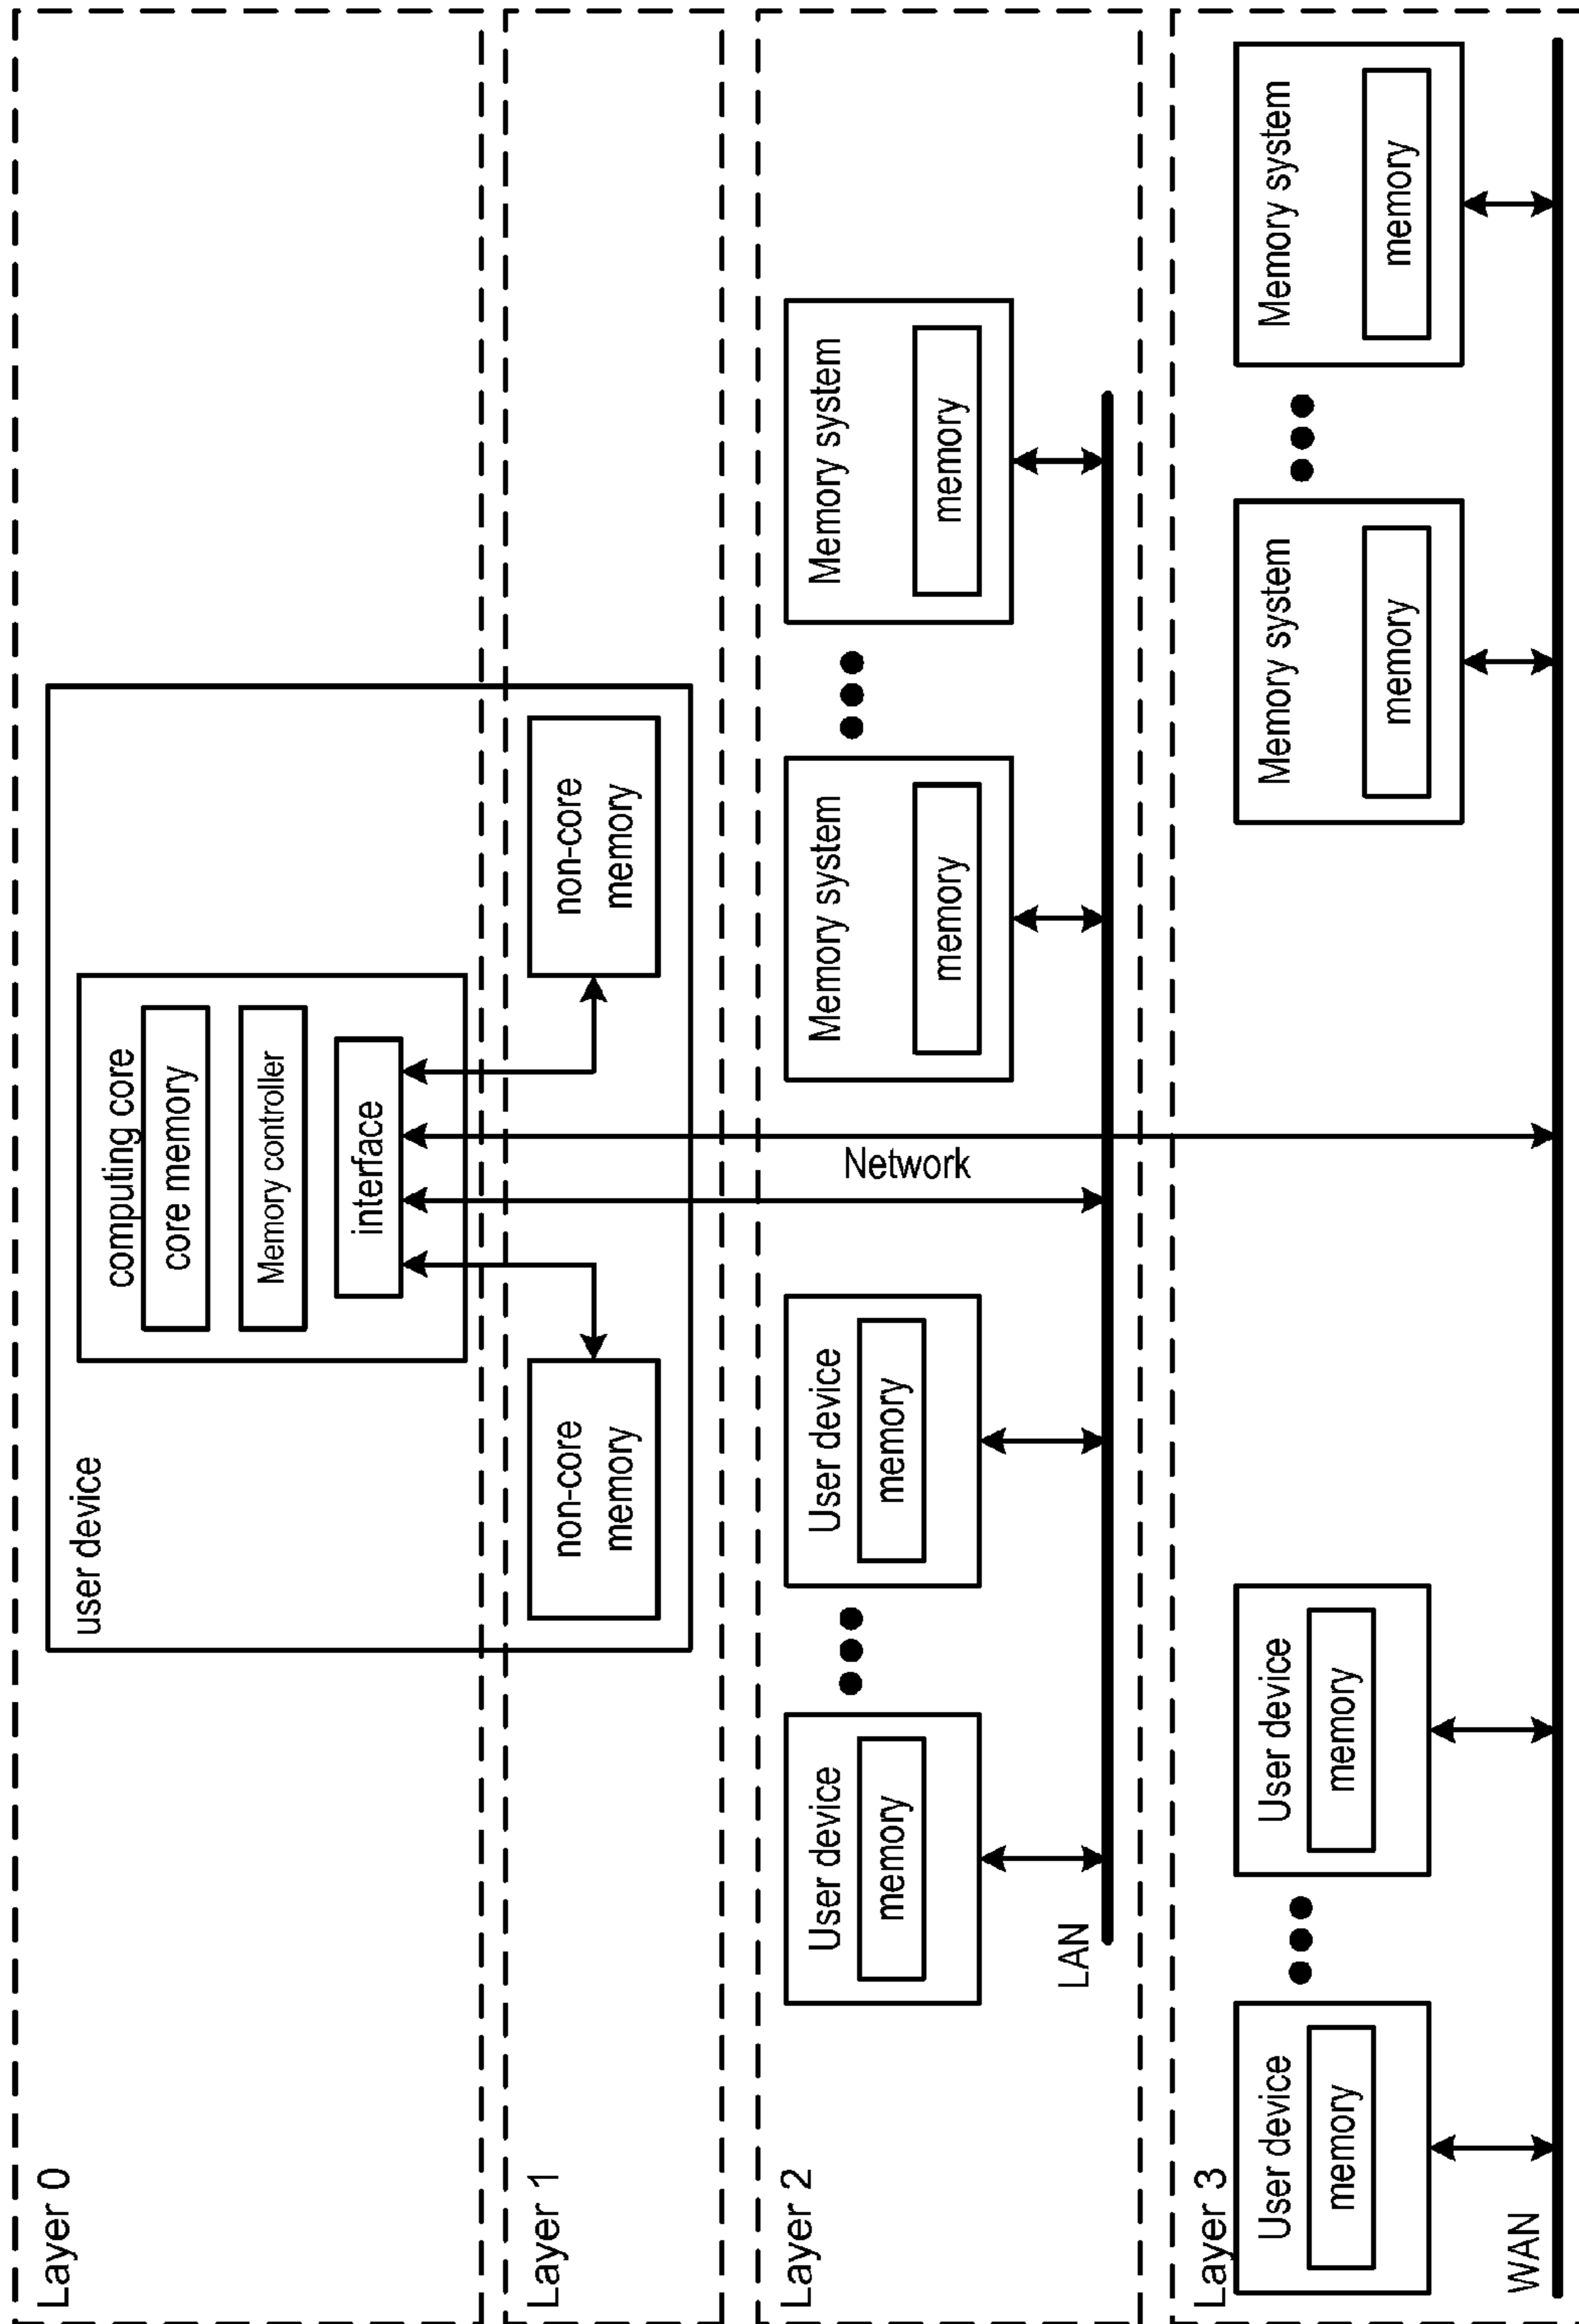 Layer 0
user device
computing core
core memory
Memory controller
interface
Layer 1
non-core
memory
non-core
memory
Layer 2
User device
memory
User device
memory
Network
Memory system
memory
Memory system
memory
LAN
Layer 3
User device
memory
User device
memory
Memory system
memory
Memory system
memory
WAN